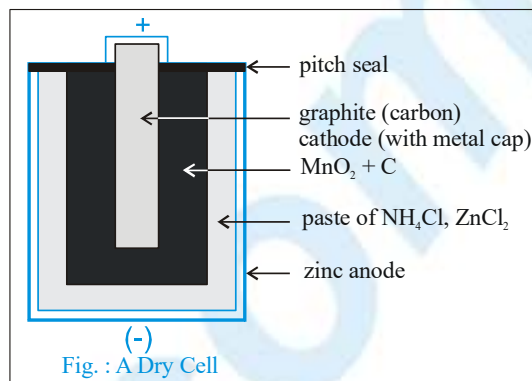 +
pitch seal
graphite (carbon)
cathode (with metal cap)
MnO₂ + C
paste of NH₄Cl, ZnCl₂
zinc anode
(-)
Fig. : A Dry Cell